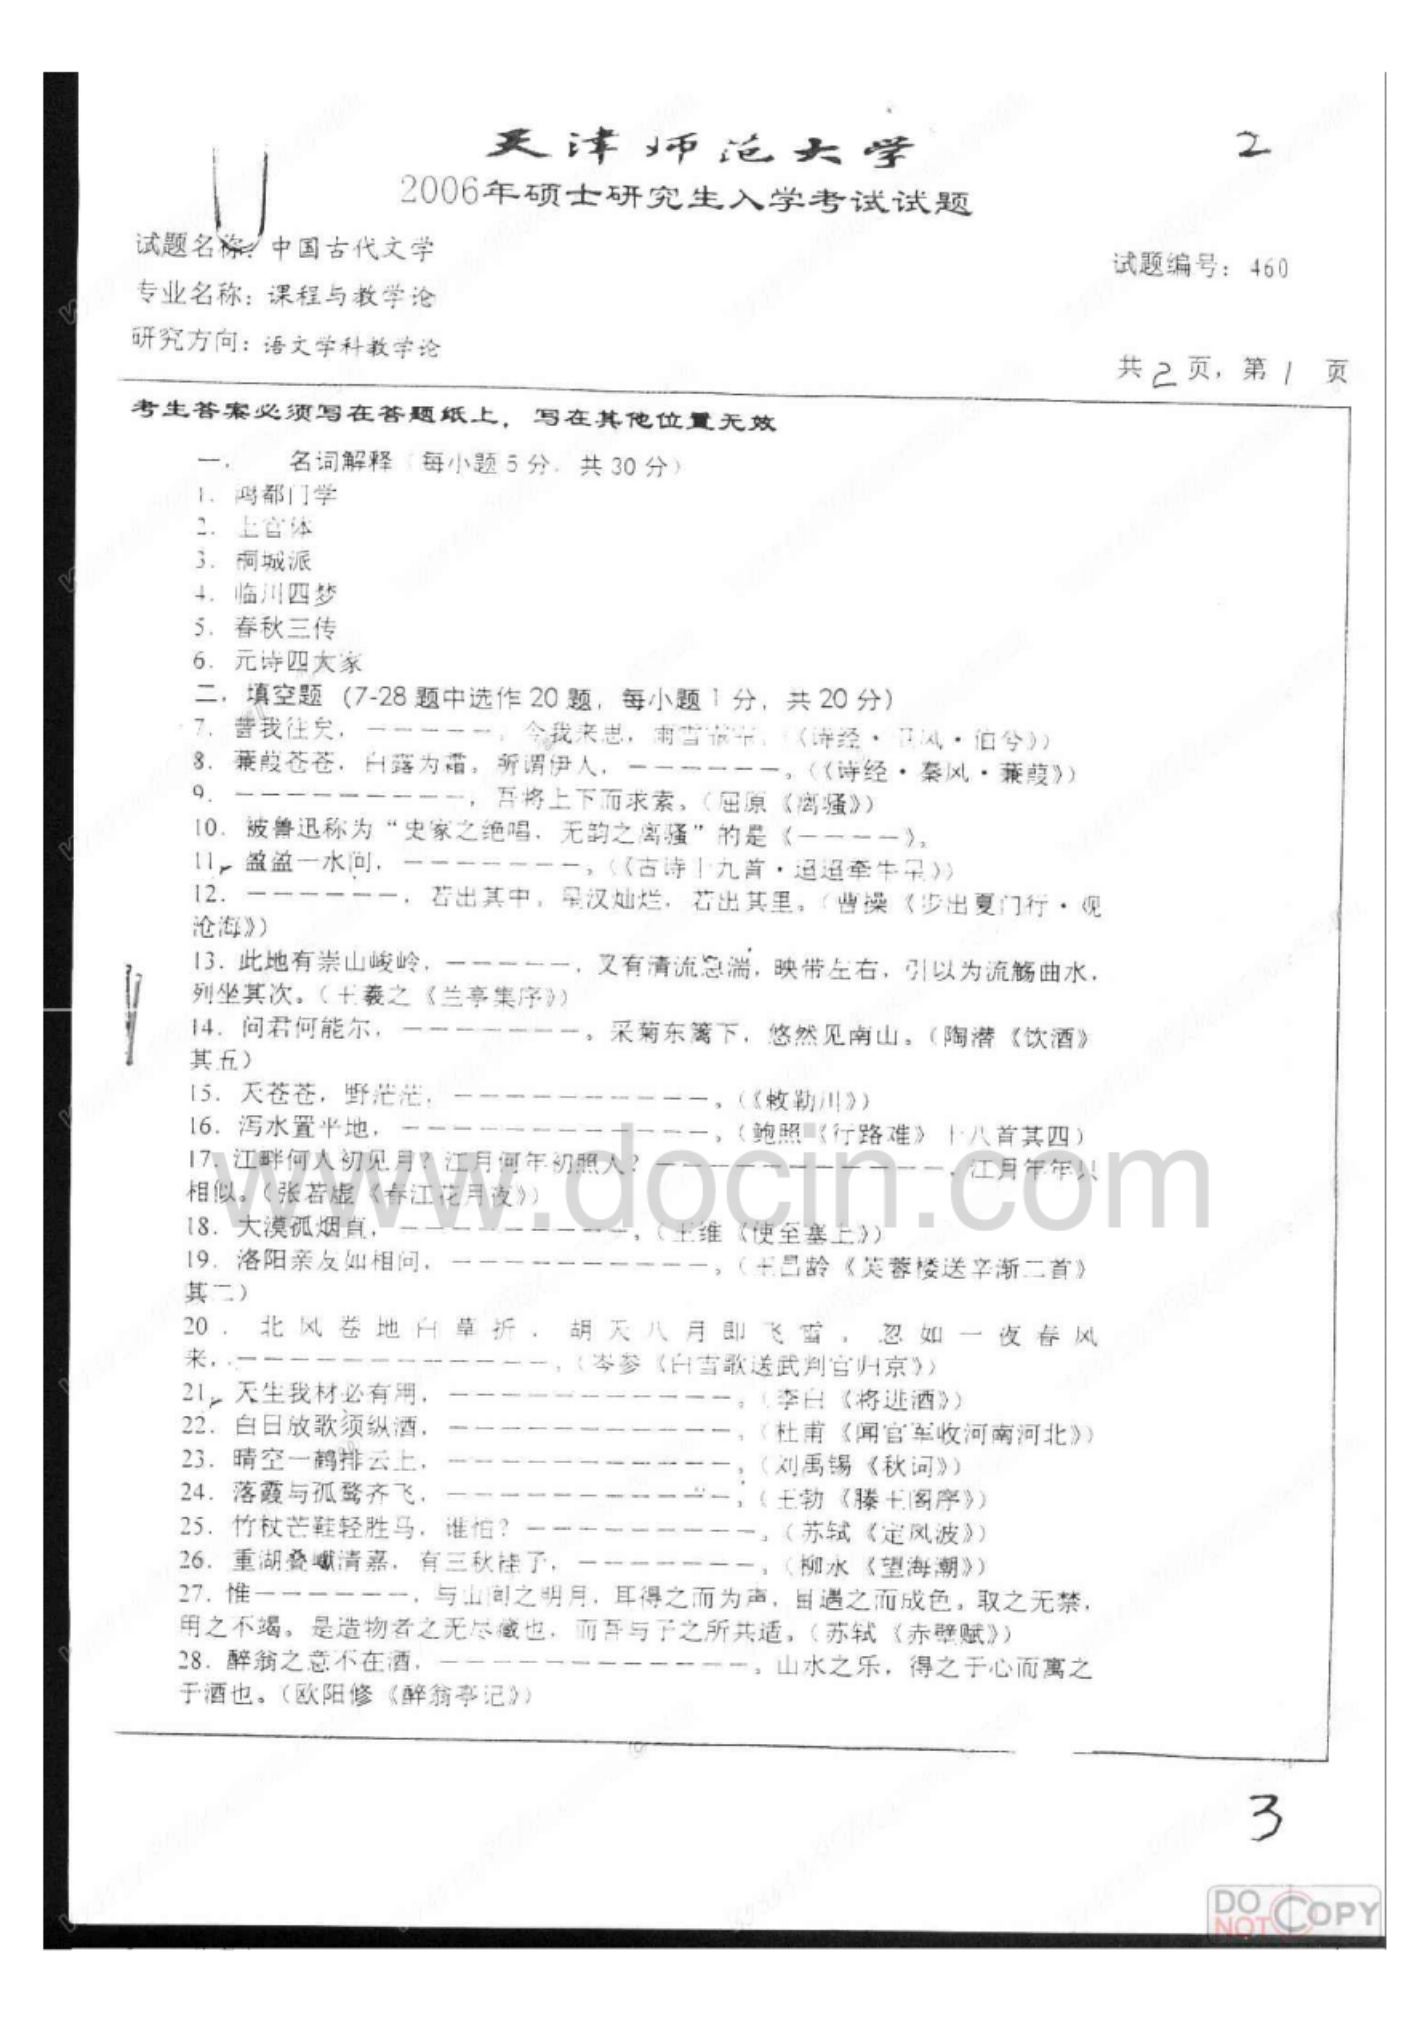 2
天津师范大学
2006年硕士研究生入学考试试题
试题名称：中国古代文学
试题编号：460
专业名称：课程与教学论
研究方向：语文学科教学论
共2页，第1页
考生答案必须写在答题纸上，写在其他位置无效
一． 名词解释（每小题5分，共30分）
1．鸿都门学
2．上官体
3．桐城派
4．临川四梦
5．春秋三传
6．元诗四大家
二．填空题（7-28题中选作20题，每小题1分，共20分）
7．昔我往矣，－－－－－。今我来思，雨雪霏霏。（《诗经·国风·伯兮》）
8．蒹葭苍苍，白露为霜。所谓伊人，－－－－－－。（《诗经·秦风·蒹葭》）
9．－－－－－－－－－，吾将上下而求索。（屈原《离骚》）
10．被鲁迅称为“史家之绝唱，无韵之离骚”的是《－－－－》。
11．盈盈一水间，－－－－－－－。（《古诗十九首·迢迢牵牛星》）
12．－－－－－－，若出其中，星汉灿烂，若出其里。（曹操《步出夏门行·观
沧海》）
13．此地有崇山峻岭，－－－－－，又有清流急湍，映带左右，引以为流觞曲水，
列坐其次。（王羲之《兰亭集序》）
14．问君何能尔，－－－－－－－。采菊东篱下，悠然见南山。（陶潜《饮酒》
其五）
15．天苍苍，野茫茫，－－－－－－－－－－。（《敕勒川》）
16．泻水置平地，－－－－－－－－－－－－。（鲍照《行路难》十八首其四）
17．江畔何人初见月？江月何年初照人？－－－－－－－－－－－，江月年年只
相似。（张若虚《春江花月夜》）
18．大漠孤烟直，－－－－－－－－－。（王维《使至塞上》）
19．洛阳亲友如相问，－－－－－－－－－－。（王昌龄《芙蓉楼送辛渐二首》
其二）
20．北风卷地白草折，胡天八月即飞雪，忽如一夜春风
来，－－－－－－－－－－－－。（岑参《白雪歌送武判官归京》）
21．天生我材必有用，－－－－－－－－－－－。（李白《将进酒》）
22．白日放歌须纵酒，－－－－－－－－－－－。（杜甫《闻官军收河南河北》）
23．晴空一鹤排云上，－－－－－－－－－－－。（刘禹锡《秋词》）
24．落霞与孤鹜齐飞，－－－－－－－－－－－。（王勃《滕王阁序》）
25．竹杖芒鞋轻胜马，谁怕？－－－－－－－－－。（苏轼《定风波》）
26．重湖叠巘清嘉，有三秋桂子，－－－－－－－。（柳永《望海潮》）
27．惟－－－－－－，与山间之明月，耳得之而为声，目遇之而成色，取之无禁，
用之不竭。是造物者之无尽藏也，而吾与子之所共适。（苏轼《赤壁赋》）
28．醉翁之意不在酒，－－－－－－－－－－－－。山水之乐，得之于心而寓之
于酒也。（欧阳修《醉翁亭记》）
www.docin.com
3
DO NOT COPY